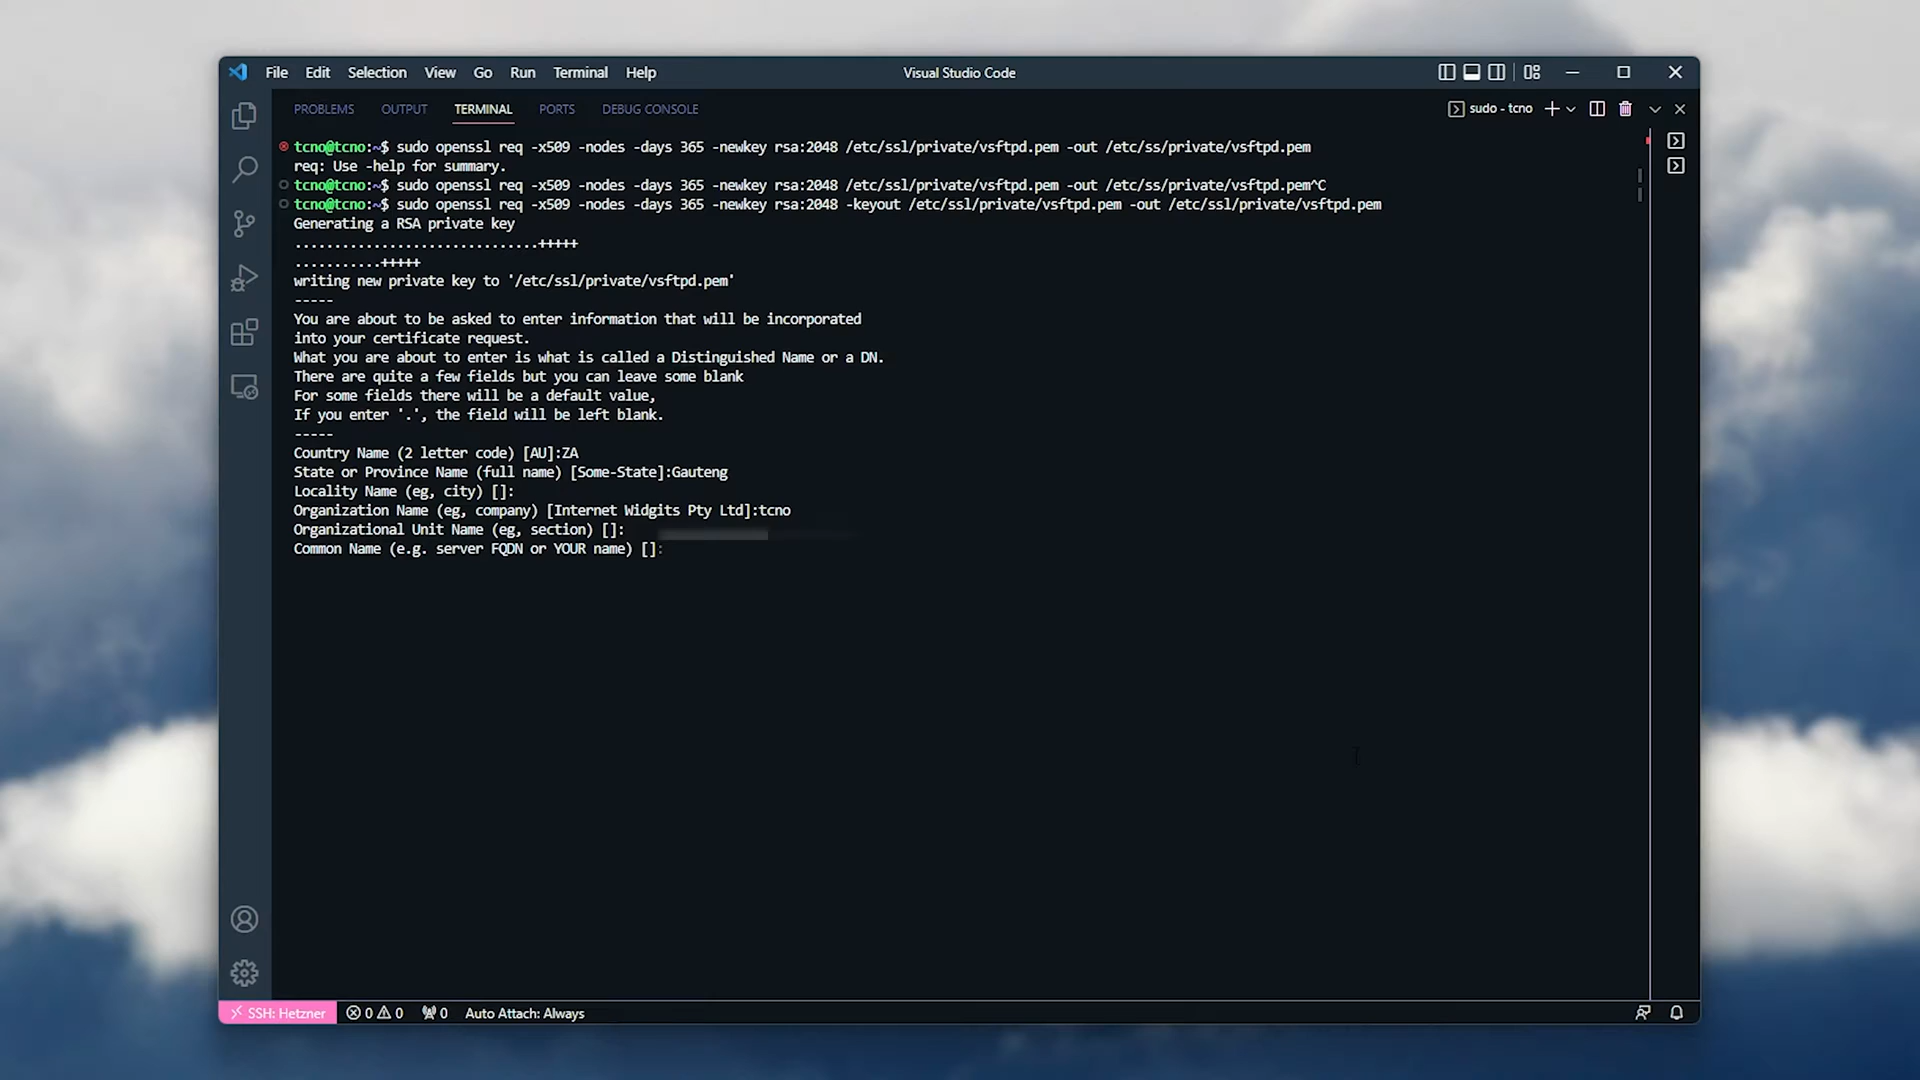 File Edit Selection View Go Run Terminal Help Visual Studio Code
PROBLEMS OUTPUT TERMINAL PORTS DEBUG CONSOLE sudo - tcno
tcno@tcno:~$ sudo openssl req -x509 -nodes -days 365 -newkey rsa:2048 /etc/ssl/private/vsftpd.pem -out /etc/ss/private/vsftpd.pem
req: Use -help for summary.
tcno@tcno:~$ sudo openssl req -x509 -nodes -days 365 -newkey rsa:2048 /etc/ssl/private/vsftpd.pem -out /etc/ss/private/vsftpd.pem^C
tcno@tcno:~$ sudo openssl req -x509 -nodes -days 365 -newkey rsa:2048 -keyout /etc/ssl/private/vsftpd.pem -out /etc/ssl/private/vsftpd.pem
Generating a RSA private key
...............................+++++
...........+++++
writing new private key to '/etc/ssl/private/vsftpd.pem'
-----
You are about to be asked to enter information that will be incorporated
into your certificate request.
What you are about to enter is what is called a Distinguished Name or a DN.
There are quite a few fields but you can leave some blank
For some fields there will be a default value,
If you enter '.', the field will be left blank.
-----
Country Name (2 letter code) [AU]:ZA
State or Province Name (full name) [Some-State]:Gauteng
Locality Name (eg, city) []:
Organization Name (eg, company) [Internet Widgits Pty Ltd]:tcno
Organizational Unit Name (eg, section) []:
Common Name (e.g. server FQDN or YOUR name) []:
SSH: Hetzner 0 0 0 Auto Attach: Always